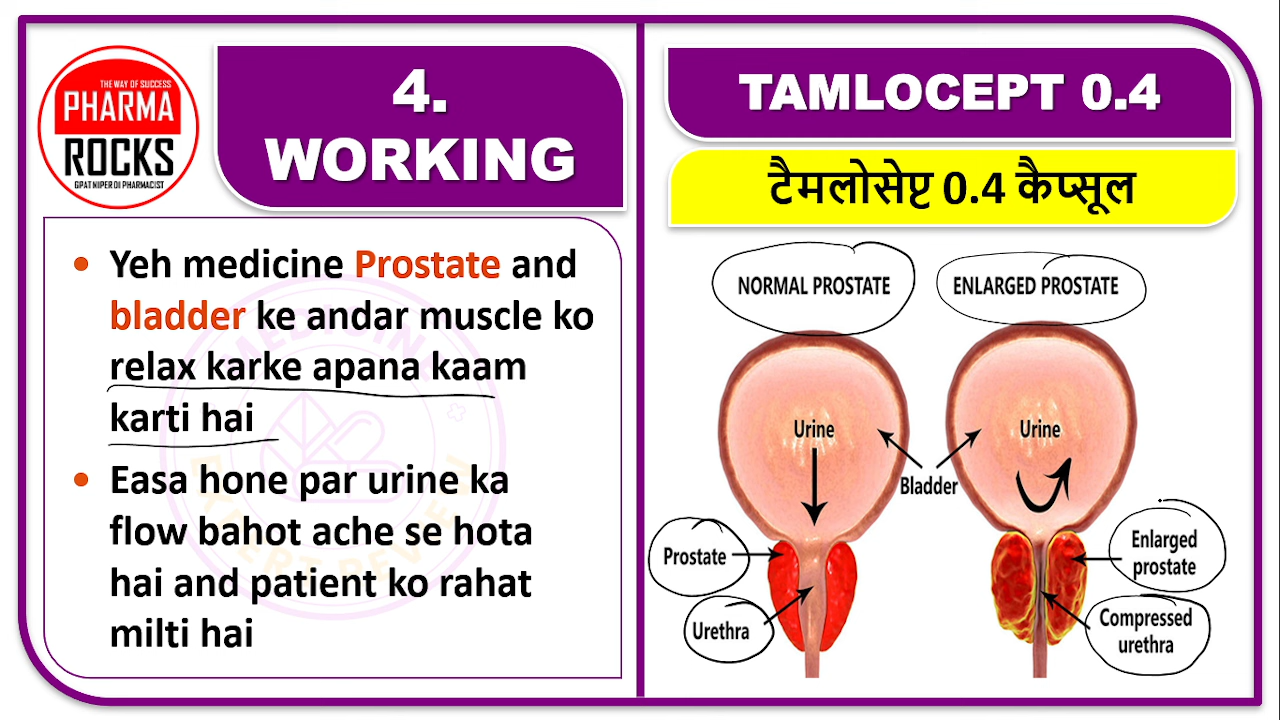 THE WAY OF SUCCESS
PHARMA
ROCKS
GPAT NIPER DI PHARMACIST
4.
WORKING
• Yeh medicine Prostate and
bladder ke andar muscle ko
relax karke apana kaam
karti hai
• Easa hone par urine ka
flow bahot ache se hota
hai and patient ko rahat
milti hai
TAMLOCEPT 0.4
टैमलोसेप्ट 0.4 कैप्सूल
NORMAL PROSTATE
ENLARGED PROSTATE
Urine
Urine
Bladder
Prostate
Urethra
Enlarged
prostate
Compressed
urethra